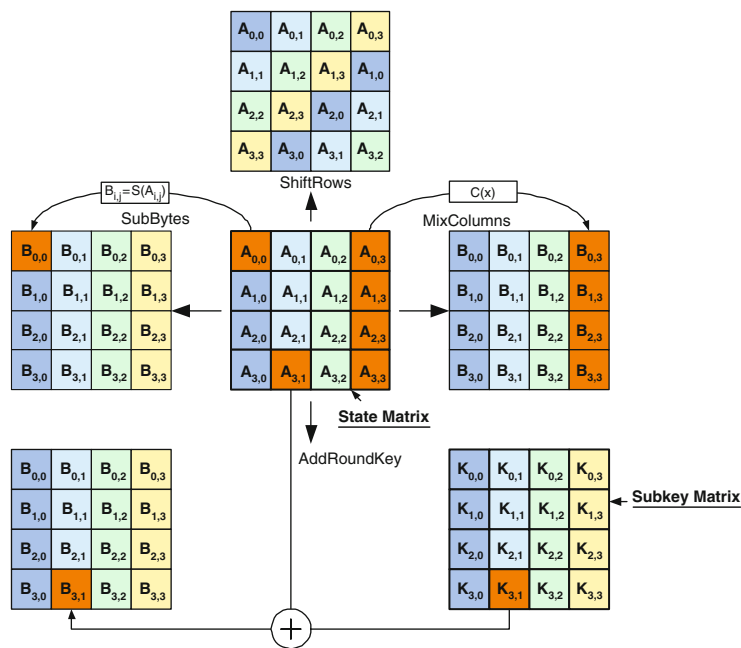 A0,0 A0,1 A0,2 A0,3
A1,1 A1,2 A1,3 A1,0
A2,2 A2,3 A2,0 A2,1
A3,3 A3,0 A3,1 A3,2
ShiftRows
Bi,j=S(Ai,j)
C(x)
SubBytes
MixColumns
B0,0 B0,1 B0,2 B0,3
B1,0 B1,1 B1,2 B1,3
B2,0 B2,1 B2,2 B2,3
B3,0 B3,1 B3,2 B3,3
A0,0 A0,1 A0,2 A0,3
A1,0 A1,1 A1,2 A1,3
A2,0 A2,1 A2,2 A2,3
A3,0 A3,1 A3,2 A3,3
B0,0 B0,1 B0,2 B0,3
B1,0 B1,1 B1,2 B1,3
B2,0 B2,1 B2,2 B2,3
B3,0 B3,1 B3,2 B3,3
State Matrix
AddRoundKey
B0,0 B0,1 B0,2 B0,3
B1,0 B1,1 B1,2 B1,3
B2,0 B2,1 B2,2 B2,3
B3,0 B3,1 B3,2 B3,3
K0,0 K0,1 K0,2 K0,3
K1,0 K1,1 K1,2 K1,3
K2,0 K2,1 K2,2 K2,3
K3,0 K3,1 K3,2 K3,3
Subkey Matrix
+